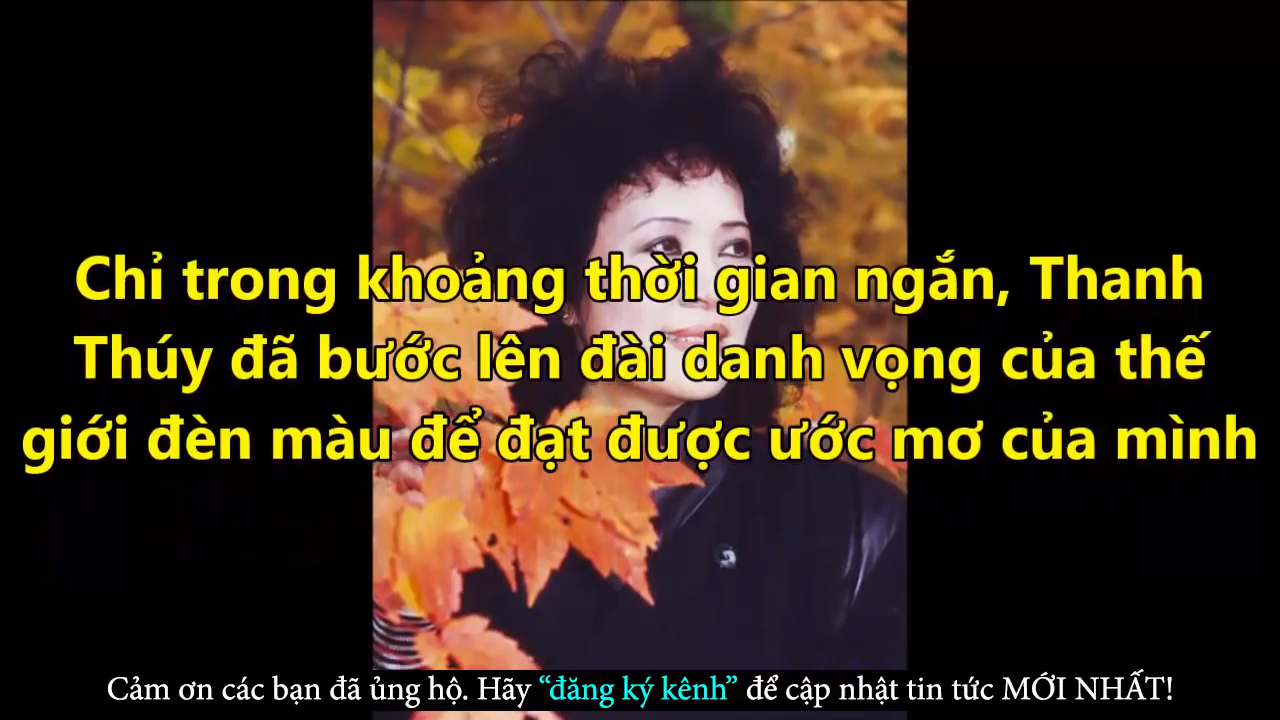 Chỉ trong khoảng thời gian ngắn, Thanh
Thúy đã bước lên đài danh vọng của thế
giới đèn màu để đạt được ước mơ của mình
Cảm ơn các bạn đã ủng hộ. Hãy “đăng ký kênh” để cập nhật tin tức MỚI NHẤT!